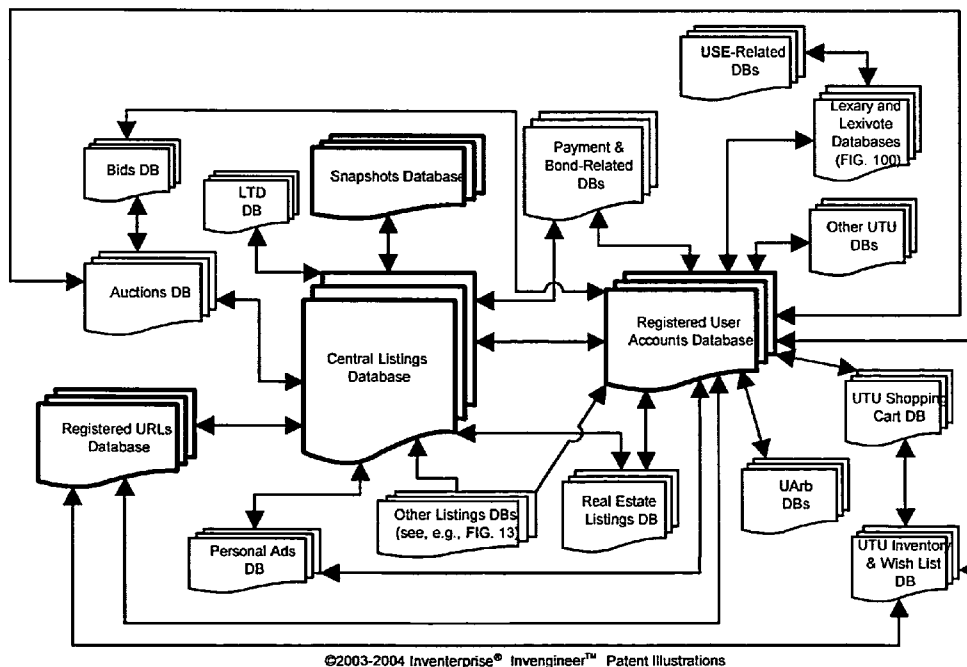 USE-Related
DBs
Lexary and
Lexivote
Databases
(FIG. 100)
Payment &
Bond-Related
DBs
Bids DB
LTD
DB
Snapshots Database
Other UTU
DBs
Auctions DB
Registered User
Accounts Database
Central Listings
Database
UTU Shopping
Cart DB
Registered URLs
Database
UArb
DBs
Other Listings DBs
(see, e.g., FIG. 13)
Real Estate
Listings DB
Personal Ads
DB
UTU Inventory
& Wish List
DB
©2003-2004 Inventerprise® Invengineer™ Patent Illustrations